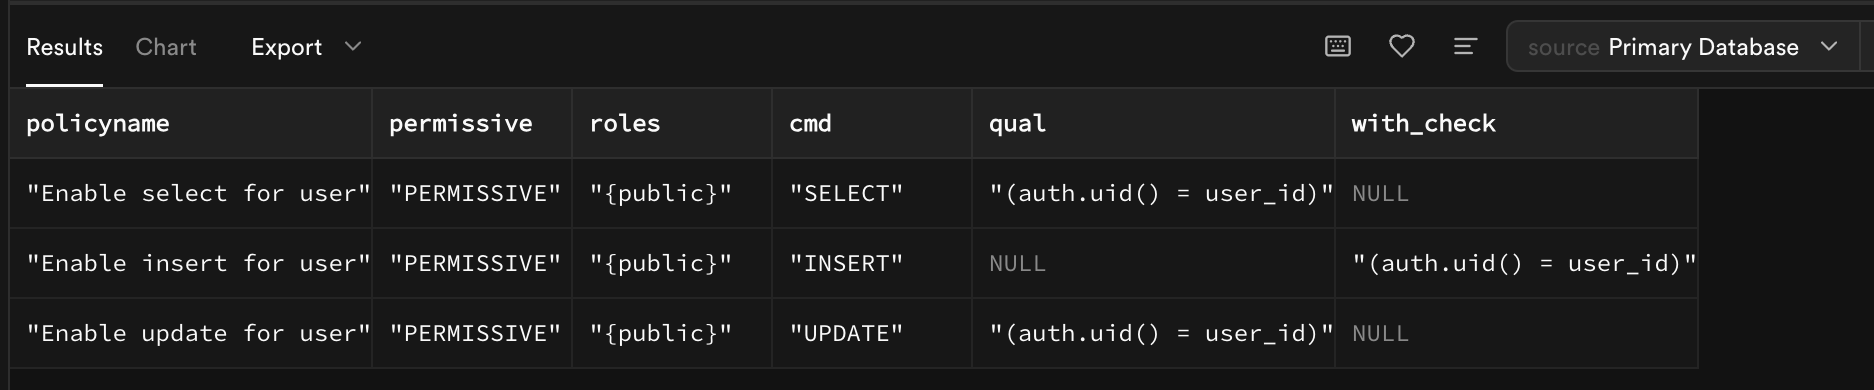 Results Chart Export source Primary Database
policyname permissive roles cmd qual with_check
"Enable select for user" "PERMISSIVE" "{public}" "SELECT" "(auth.uid() = user_id)" NULL
"Enable insert for user" "PERMISSIVE" "{public}" "INSERT" NULL "(auth.uid() = user_id)"
"Enable update for user" "PERMISSIVE" "{public}" "UPDATE" "(auth.uid() = user_id)" NULL